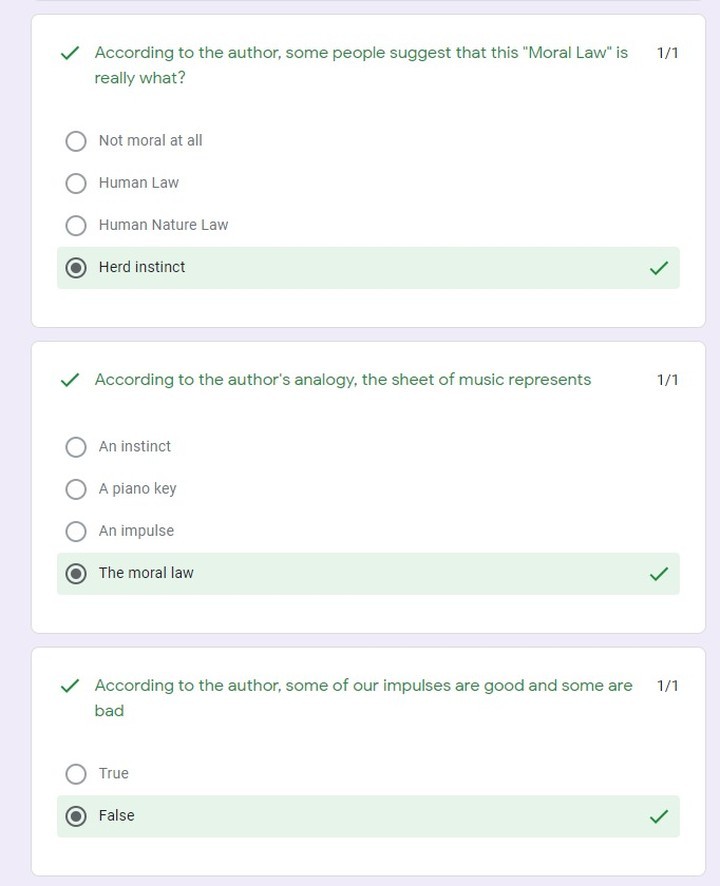 According to the author, some people suggest that this "Moral Law" is 1/1
really what?
Not moral at all
Human Law
Human Nature Law
Herd instinct
According to the author's analogy, the sheet of music represents 1/1
An instinct
A piano key
An impulse
The moral law
According to the author, some of our impulses are good and some are 1/1
bad
True
False